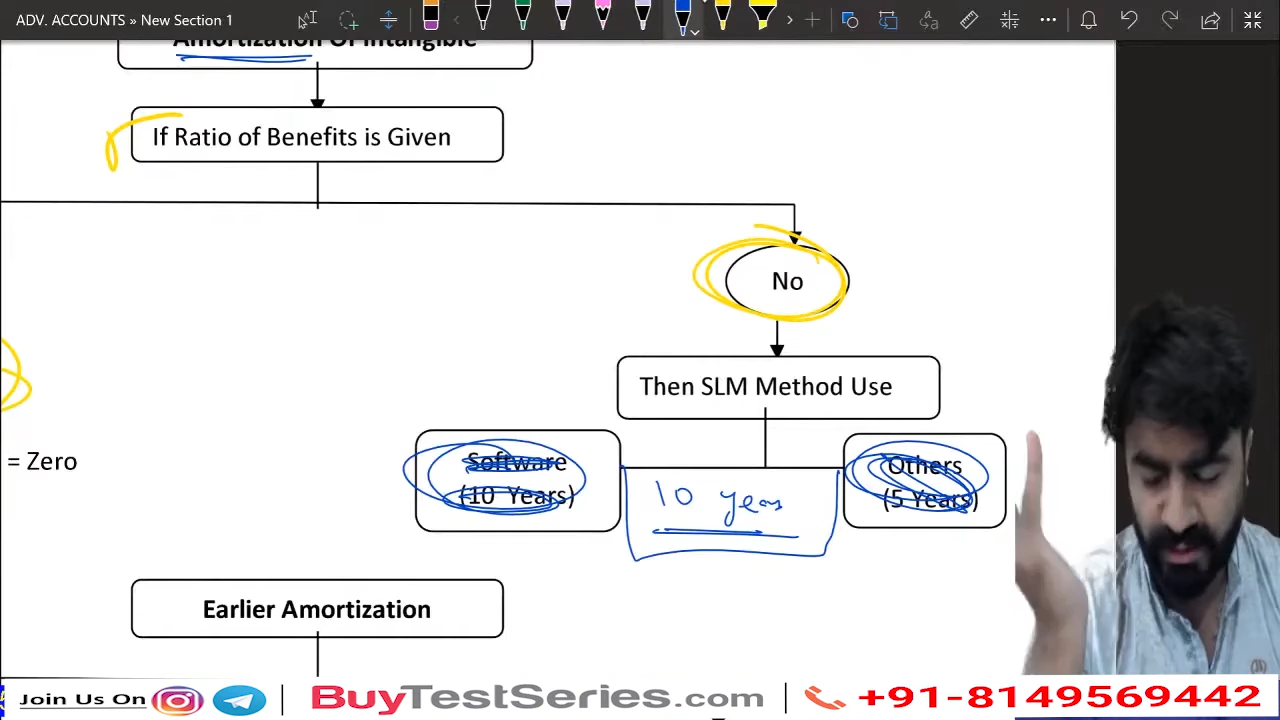 ADV. ACCOUNTS » New Section 1
Amortization Of Intangible
If Ratio of Benefits is Given
No
Then SLM Method Use
Software
(10 Years)
10 years
Others
(5 Years)
= Zero
Earlier Amortization
Join Us On
BuyTestSeries.com
+91-8149569442